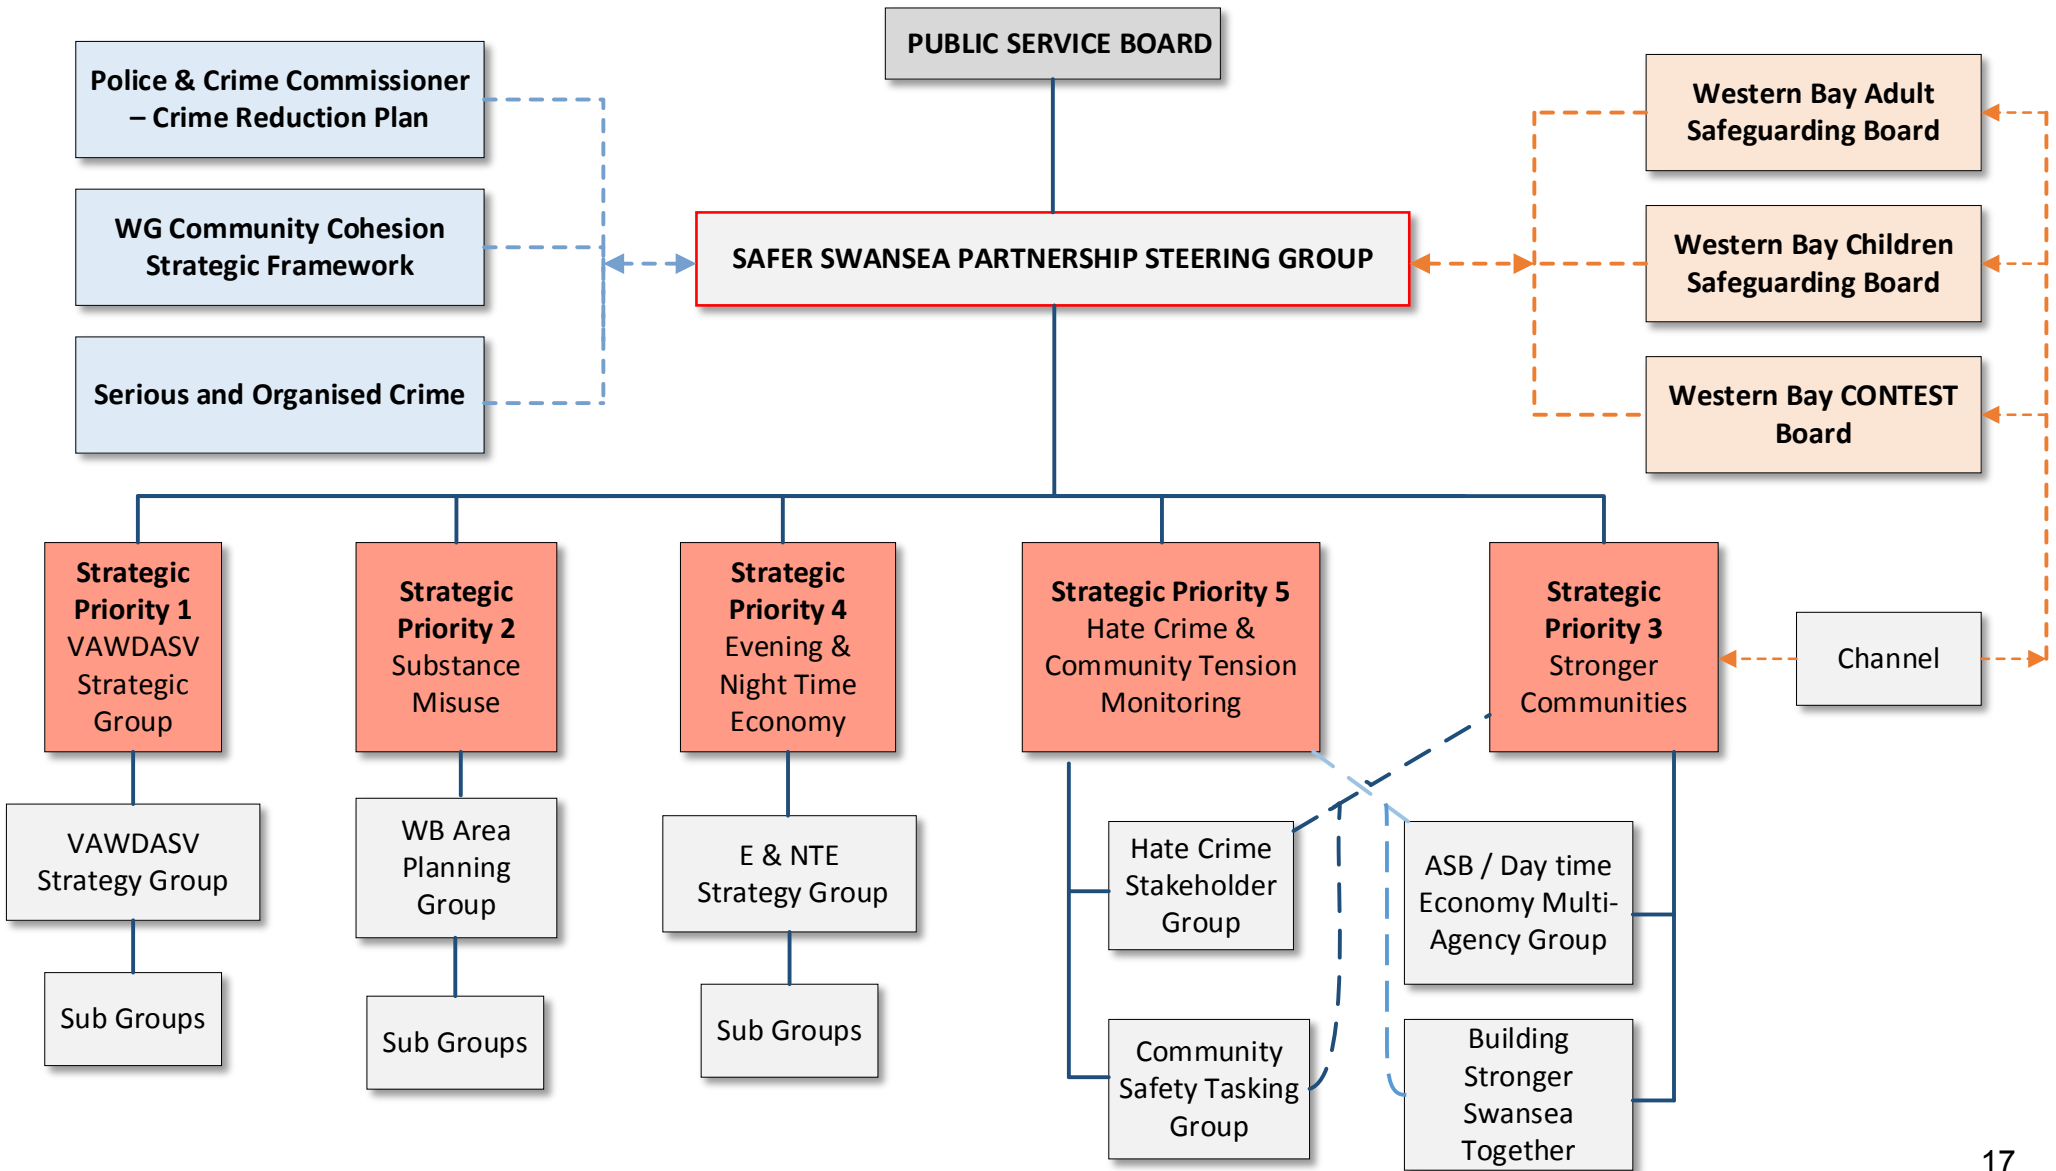 PUBLIC SERVICE BOARD
Police & Crime Commissioner
– Crime Reduction Plan
WG Community Cohesion
Strategic Framework
Serious and Organised Crime
SAFER SWANSEA PARTNERSHIP STEERING GROUP
Western Bay Adult
Safeguarding Board
Western Bay Children
Safeguarding Board
Western Bay CONTEST
Board
Strategic
Priority 1
VAWDASV
Strategic
Group
Strategic
Priority 2
Substance
Misuse
Strategic
Priority 4
Evening &
Night Time
Economy
Strategic Priority 5
Hate Crime &
Community Tension
Monitoring
Strategic
Priority 3
Stronger
Communities
Channel
VAWDASV
Strategy Group
WB Area
Planning
Group
E & NTE
Strategy Group
Hate Crime
Stakeholder
Group
ASB / Day time
Economy Multi-
Agency Group
Sub Groups
Sub Groups
Sub Groups
Community
Safety Tasking
Group
Building
Stronger
Swansea
Together
17